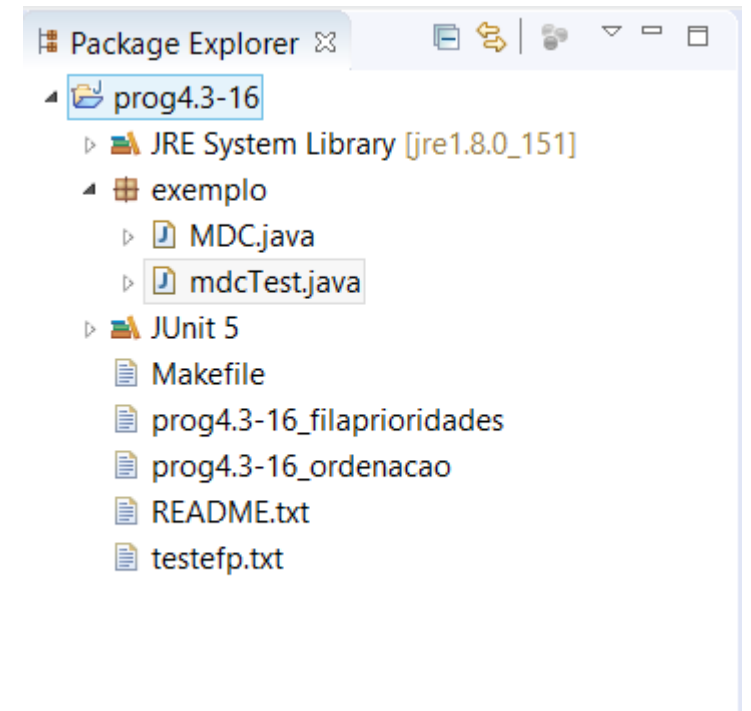 Package Explorer
prog4.3-16
JRE System Library [jre1.8.0_151]
exemplo
MDC.java
mdcTest.java
JUnit 5
Makefile
prog4.3-16_filaprioridades
prog4.3-16_ordenacao
README.txt
testefp.txt